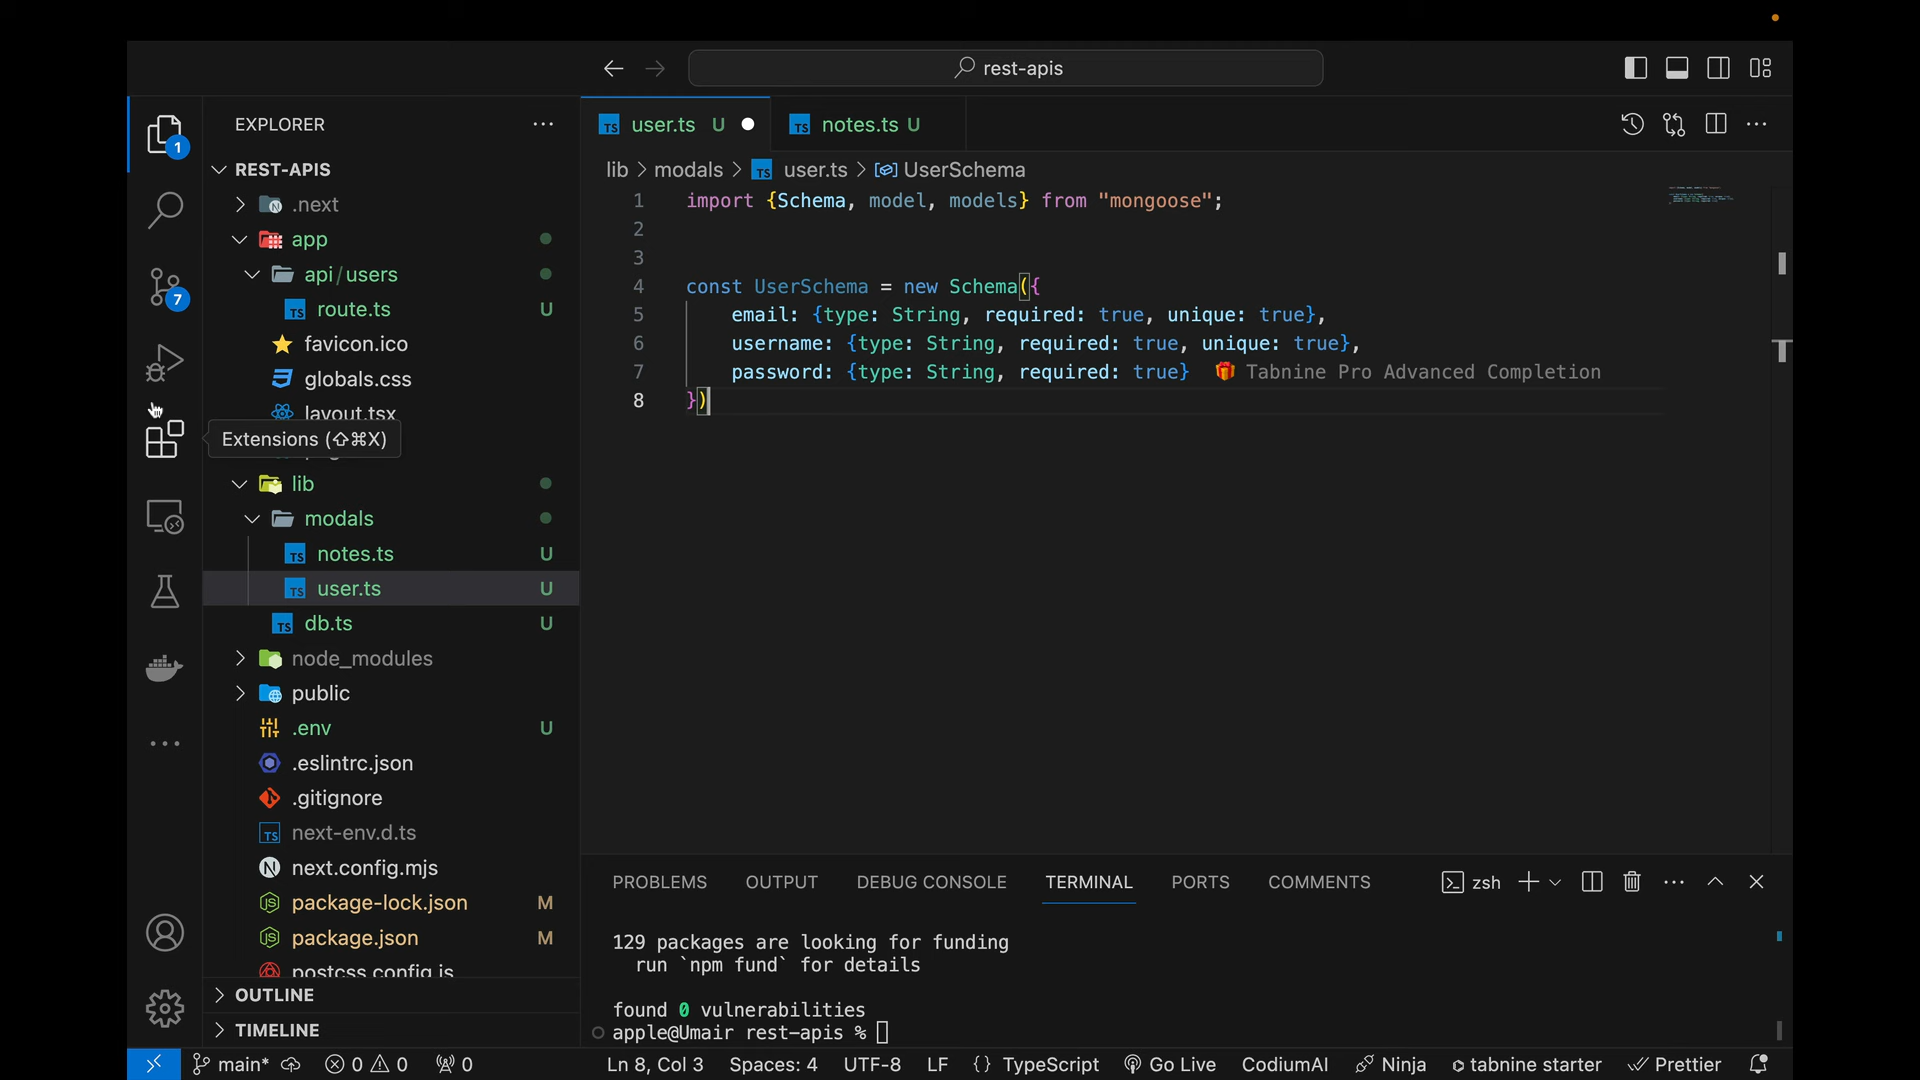 rest-apis
EXPLORER
REST-APIS
.next
app
api/users
route.ts U
favicon.ico
globals.css
layout.tsx
Extensions (⇧⌘X)
lib
modals
notes.ts U
user.ts U
db.ts U
node_modules
public
.env U
.eslintrc.json
.gitignore
next-env.d.ts
next.config.mjs
package-lock.json M
package.json M
postcss.config.js
OUTLINE
TIMELINE
1
7
user.ts U
notes.ts U
lib > modals > user.ts > UserSchema
1 import {Schema, model, models} from "mongoose";
2
3
4 const UserSchema = new Schema({
5 email: {type: String, required: true, unique: true},
6 username: {type: String, required: true, unique: true},
7 password: {type: String, required: true} Tabnine Pro Advanced Completion
8 })
PROBLEMS OUTPUT DEBUG CONSOLE TERMINAL PORTS COMMENTS zsh
129 packages are looking for funding
run `npm fund` for details
found 0 vulnerabilities
apple@Umair rest-apis %
main* 0 0 0 Ln 8, Col 3 Spaces: 4 UTF-8 LF {} TypeScript Go Live CodiumAI Ninja tabnine starter Prettier